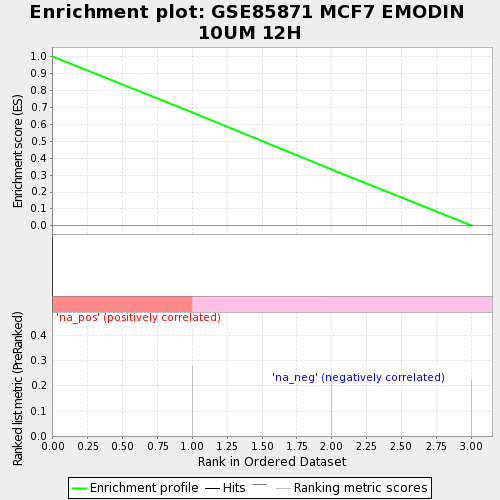 Enrichment plot: GSE85871 MCF7 EMODIN
10UM 12H
Enrichment score (ES)
1.0
0.9
0.8
0.7
0.6
0.5
0.4
0.3
0.2
0.1
0.0
'na_pos' (positively correlated)
Ranked list metric (PreRanked)
0.4
0.3
0.2
0.1
0.0
'na_neg' (negatively correlated)
0.00 0.25 0.50 0.75 1.00 1.25 1.50 1.75 2.00 2.25 2.50 2.75 3.00
Rank in Ordered Dataset
Enrichment profile Hits Ranking metric scores